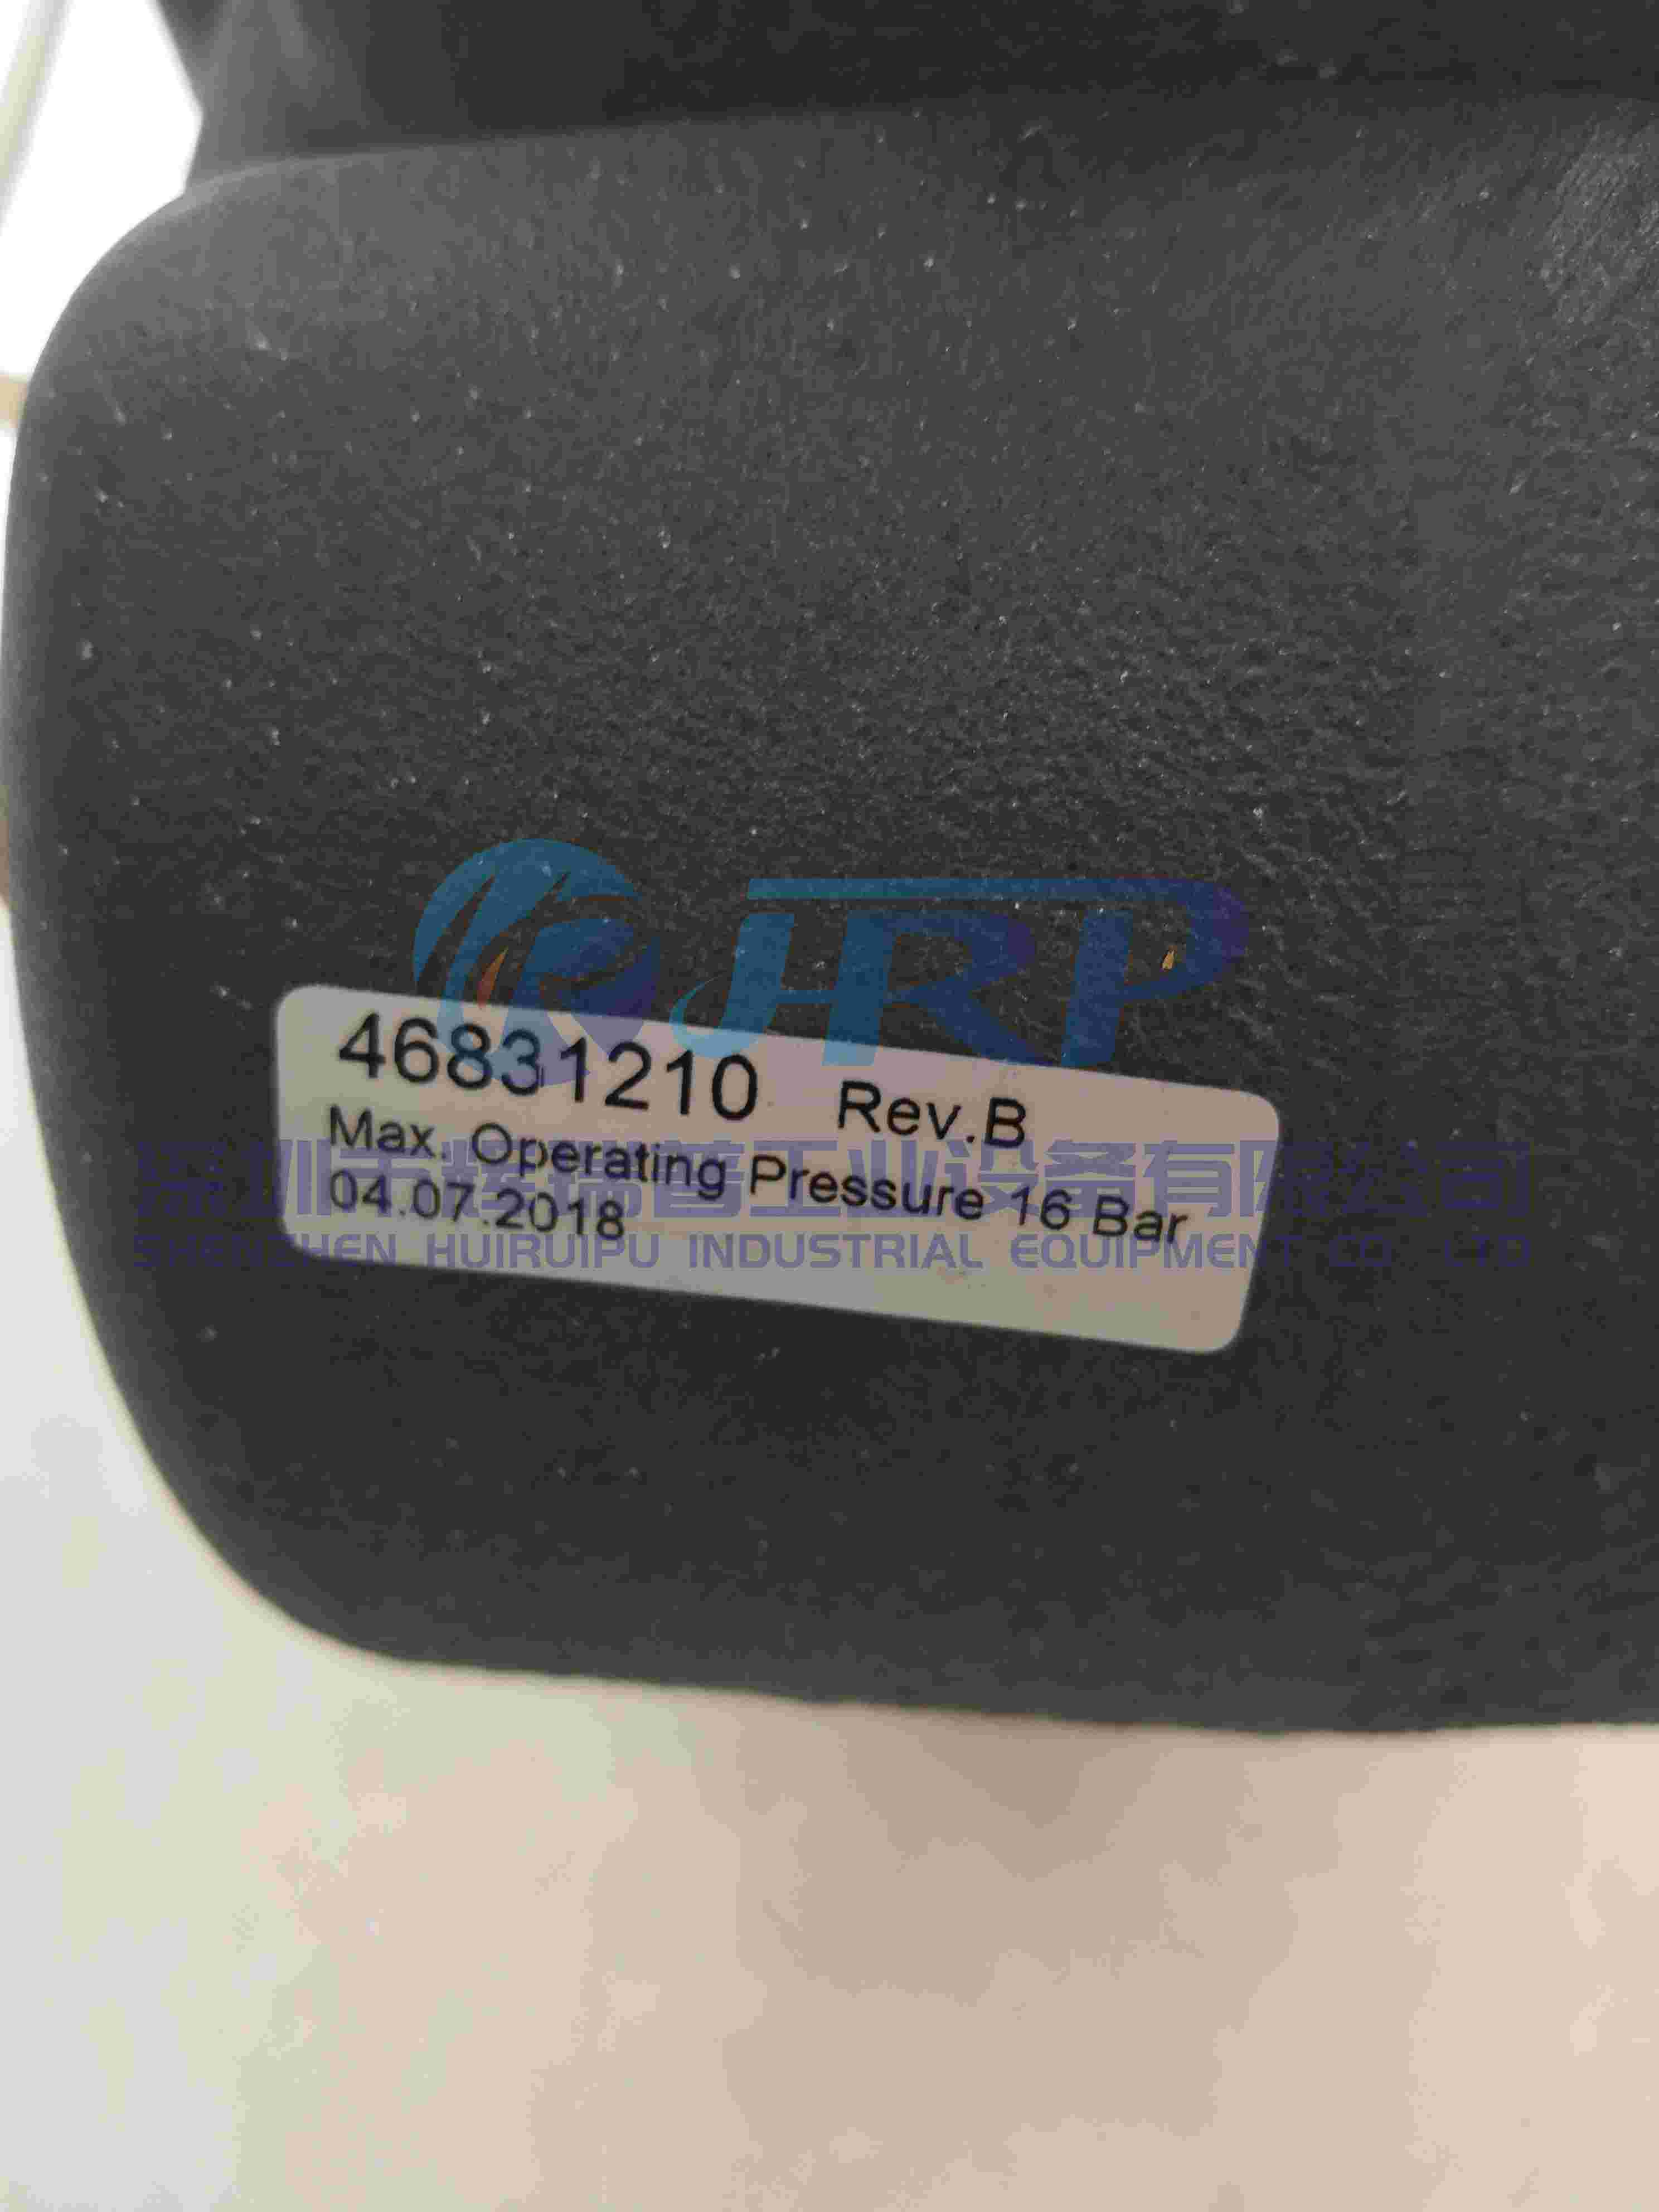 JHRP
46831210 Rev.B
Max. Operating Pressure 16 Bar
04.07.2018
深圳市辉瑞普工业设备有限公司
SHENZHEN HUIRUIPU INDUSTRIAL EQUIPMENT CO. LTD